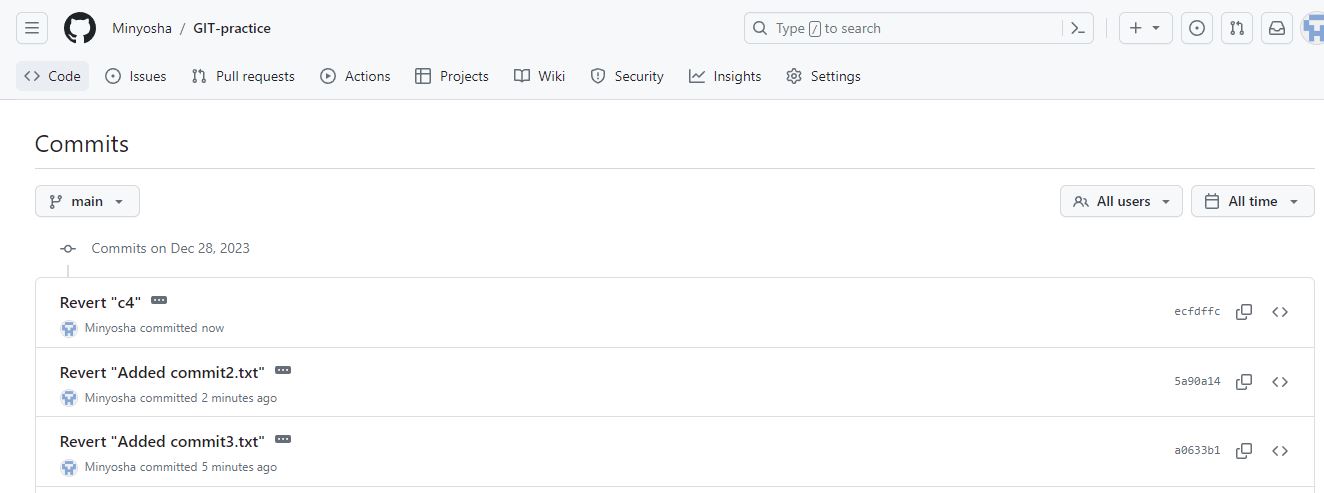 Minyosha / GIT-practice
Type / to search
Code Issues Pull requests Actions Projects Wiki Security Insights Settings
Commits
main
All users All time
Commits on Dec 28, 2023
Revert "c4"
Minyosha committed now
ecfdffc
Revert "Added commit2.txt"
Minyosha committed 2 minutes ago
5a90a14
Revert "Added commit3.txt"
Minyosha committed 5 minutes ago
a0633b1